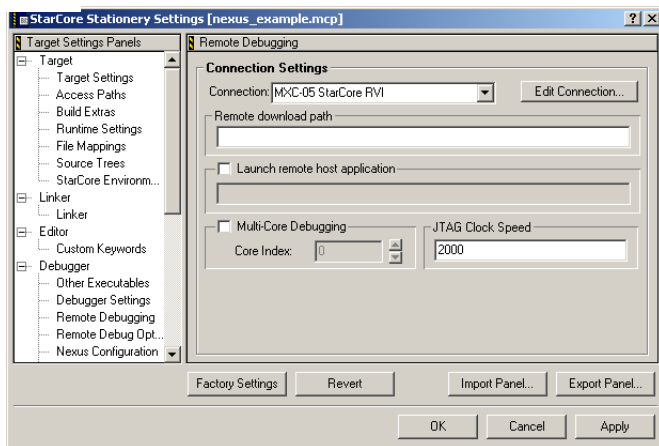 StarCore Stationery Settings [nexus_example.mcp]
Target Settings Panels
Target
Target Settings
Access Paths
Build Extras
Runtime Settings
File Mappings
Source Trees
StarCore Environm...
Linker
Linker
Editor
Custom Keywords
Debugger
Other Executables
Debugger Settings
Remote Debugging
Remote Debug Opt...
Nexus Configuration
Remote Debugging
Connection Settings
Connection: MXC-05 StarCore RVI Edit Connection...
Remote download path
Launch remote host application
Multi-Core Debugging JTAG Clock Speed
Core Index: 0 2000
Factory Settings Revert Import Panel... Export Panel...
OK Cancel Apply